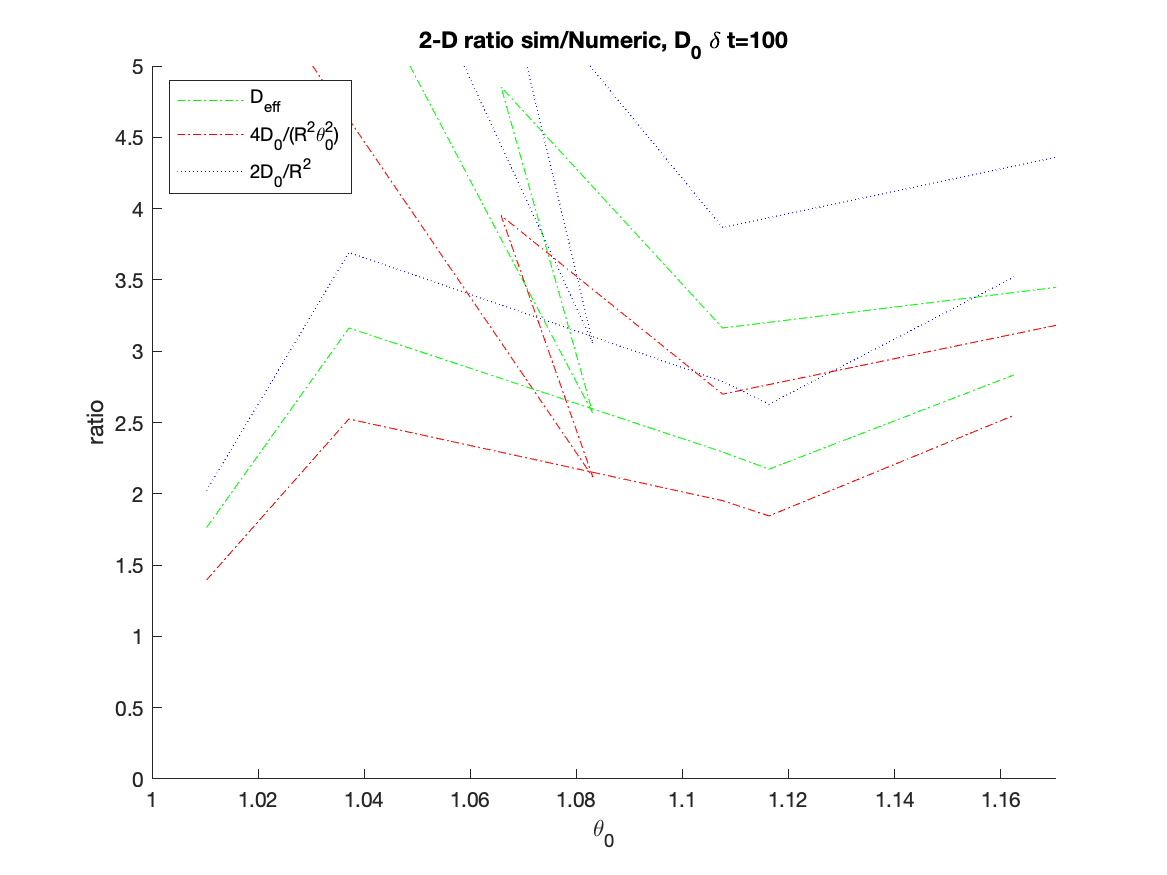 2-D ratio sim/Numeric, D₀ δ t=100
D_eff
4D₀/(R²θ₀²)
2D₀/R²
ratio
5
4.5
4
3.5
3
2.5
2
1.5
1
0.5
0
1 1.02 1.04 1.06 1.08 1.1 1.12 1.14 1.16
θ₀